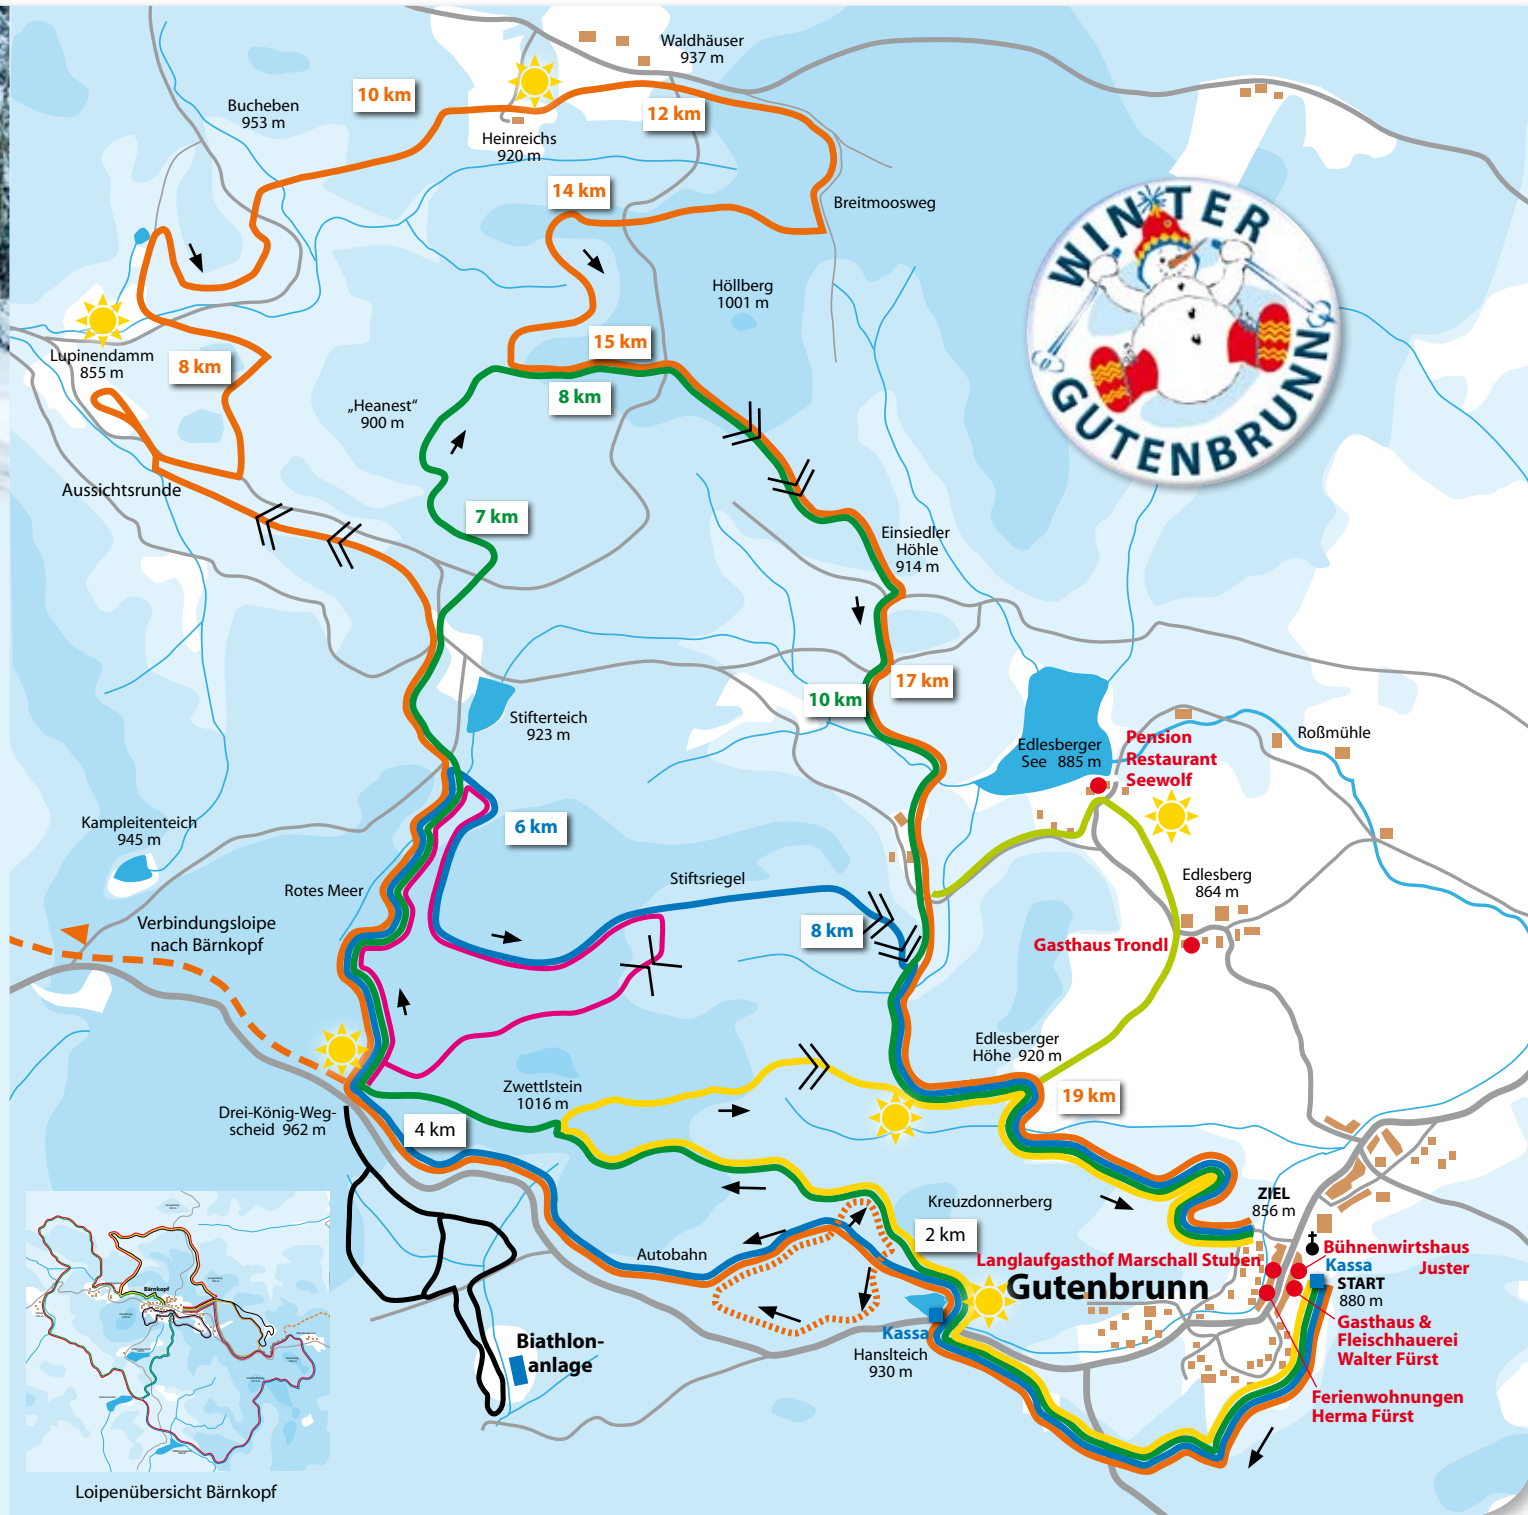 Waldhäuser
937 m
10 km
Bucheben
953 m
12 km
Heinreichs
920 m
14 km
Breitmoosweg
WINTER
GUTENBRUNN
Höllberg
1001 m
15 km
Lupinendamm
855 m
8 km
8 km
„Heanest“
900 m
Aussichtsrunde
7 km
Einsiedler
Höhle
914 m
17 km
10 km
Stifterteich
923 m
Edlesberger
See 885 m
Pension
Restaurant
Seewolf
Roßmühle
Kampleitenteich
945 m
6 km
Rotes Meer
Stiftsriegel
Edlesberg
864 m
Verbindungsloipe
nach Bärnkopf
8 km
Gasthaus Trondl
Edlesberger
Höhe 920 m
Zwettlstein
1016 m
19 km
Drei-König-Weg-
scheid 962 m
4 km
Kreuzdonnerberg
ZIEL
856 m
2 km
Autobahn
Langlaufgasthof Marschall Stuben
Gutenbrunn
Bühnenwirtshaus
Juster
Kassa
START
880 m
Kassa
Hanslteich
930 m
Gasthaus &
Fleischhauerei
Walter Fürst
Biathlon-
anlage
Ferienwohnungen
Herma Fürst
Bärnkopf
Loipenübersicht Bärnkopf